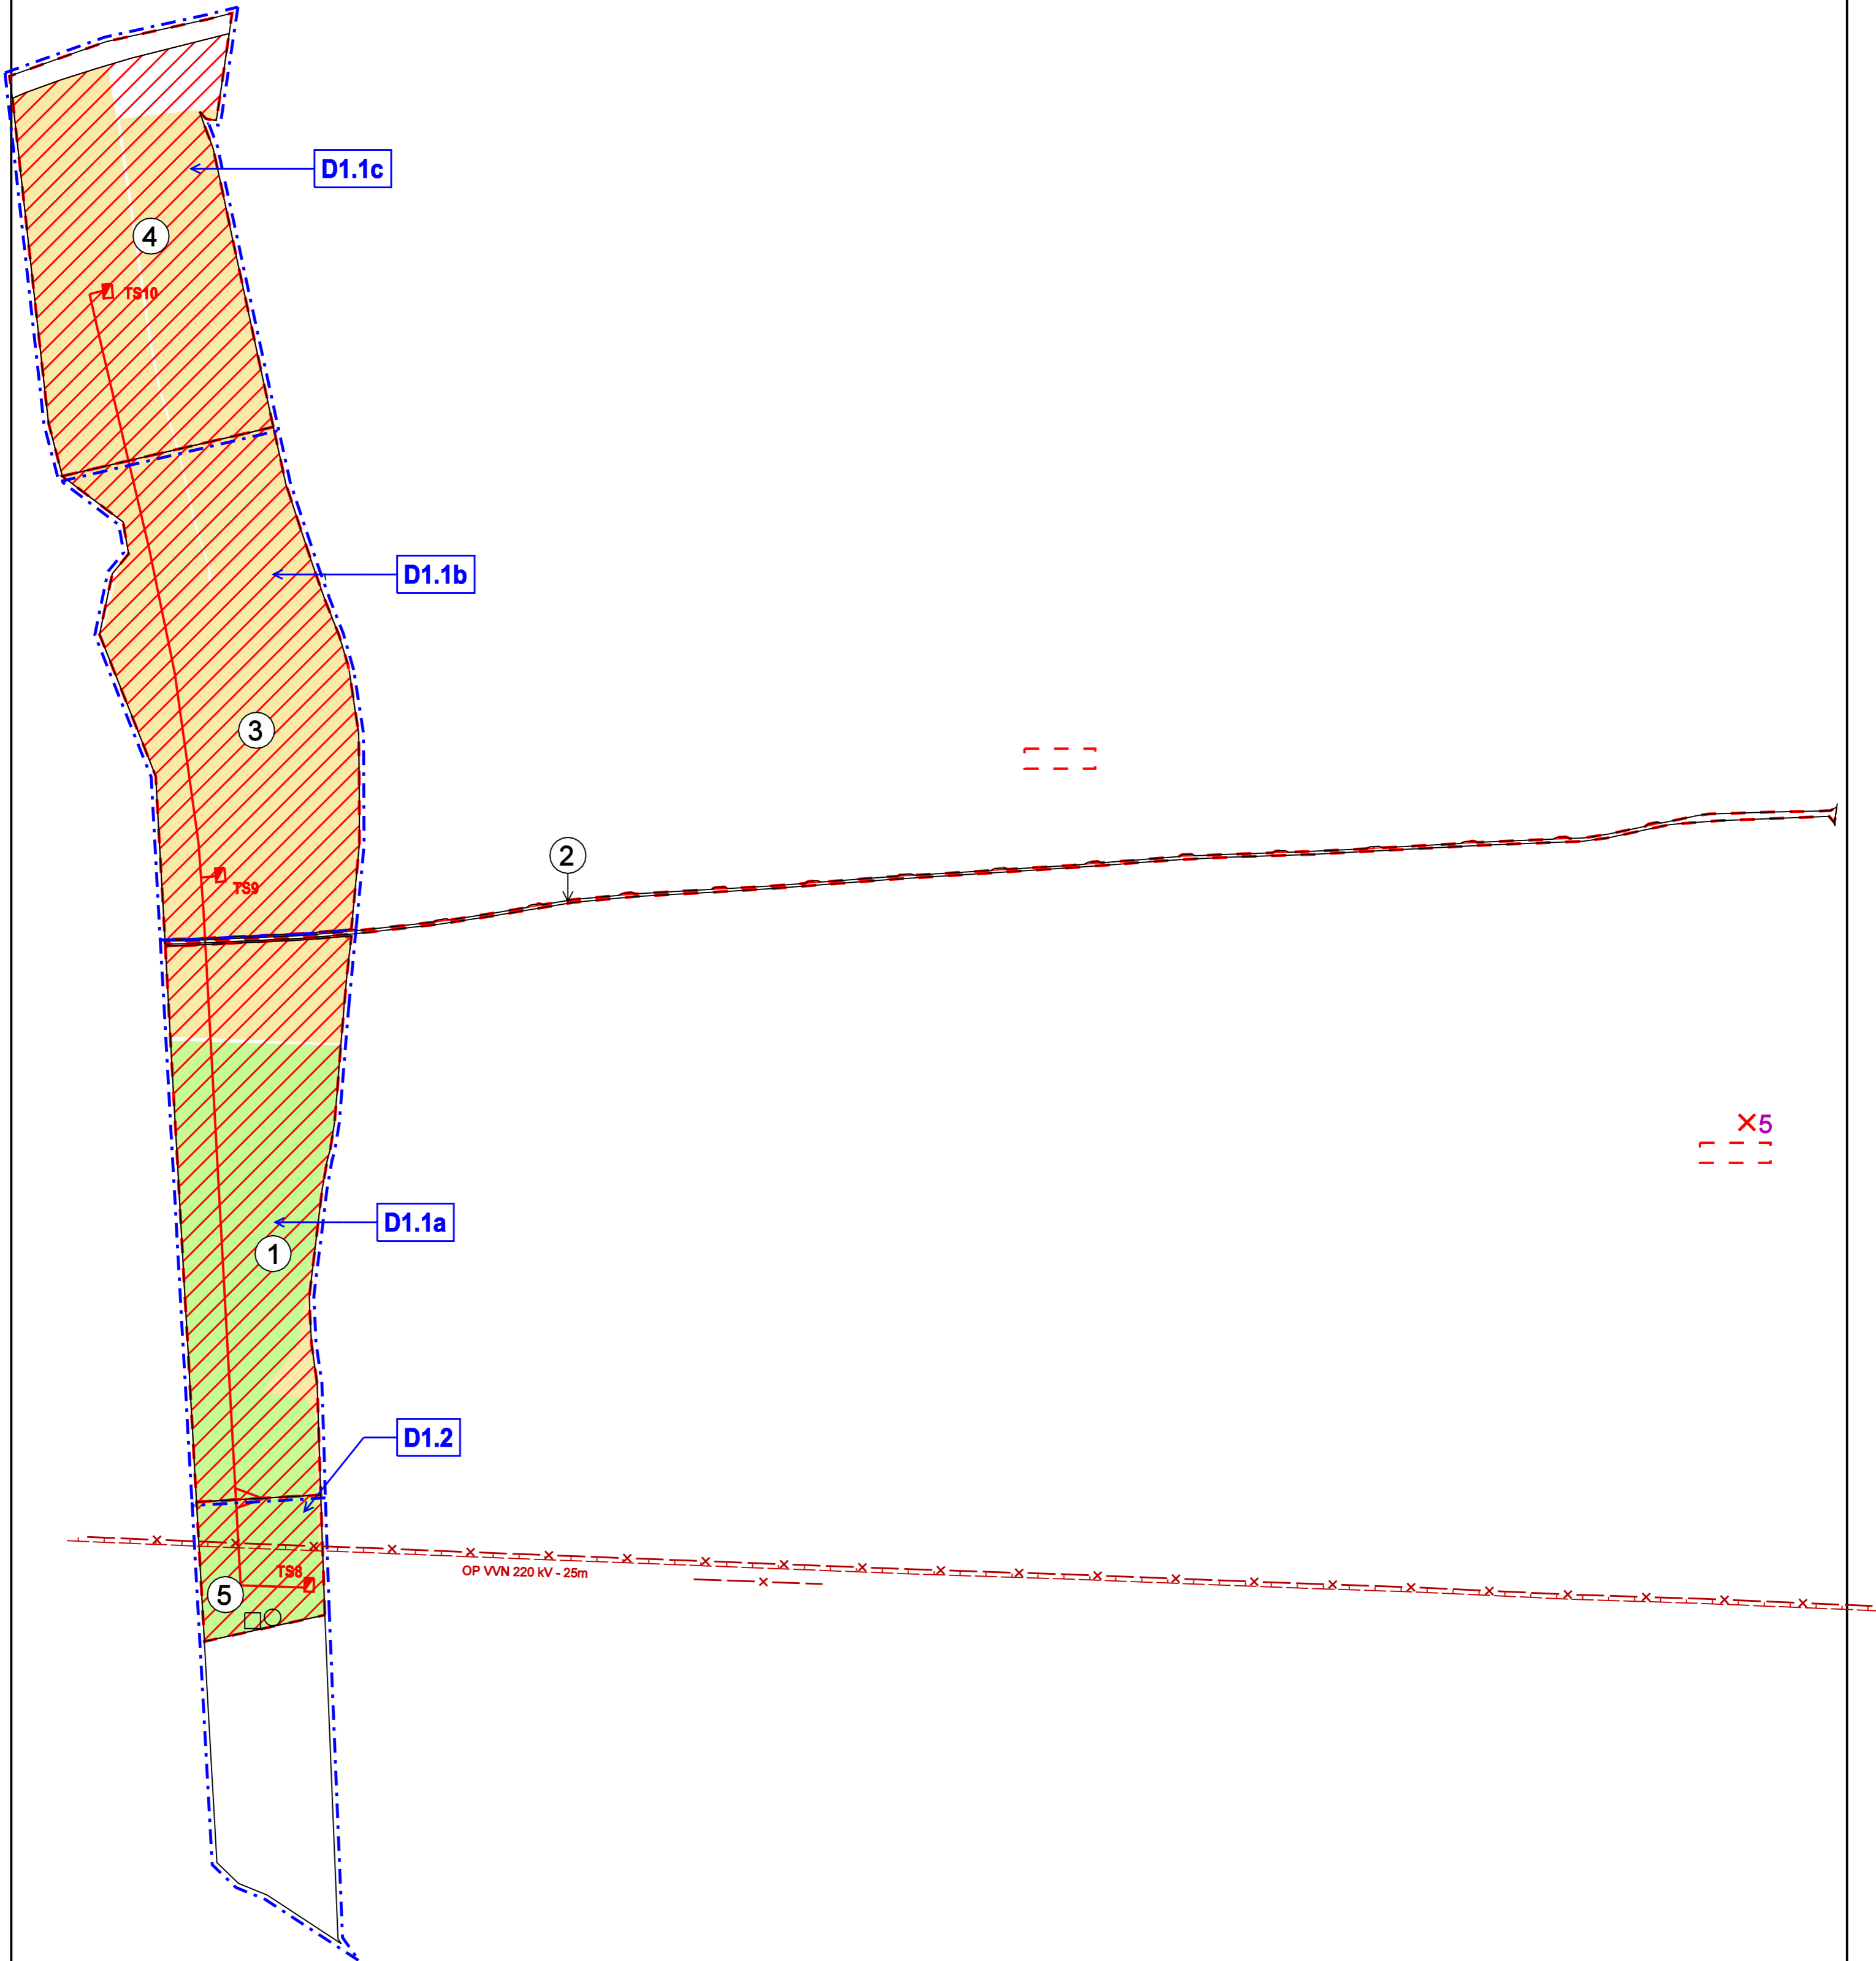 D1.1c
4
TS10
D1.1b
3
2
TS9
5
D1.1a
1
D1.2
OP VVN 220 kV - 25m
TS8
5